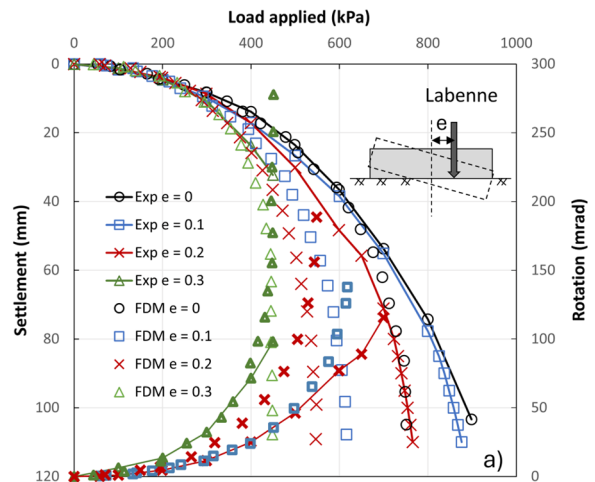 Load applied (kPa)
0 200 400 600 800 1000
Settlement (mm)
0
20
40
60
80
100
120
Rotation (mrad)
300
250
200
150
100
50
0
Labenne
e
Exp e = 0
Exp e = 0.1
Exp e = 0.2
Exp e = 0.3
FDM e = 0
FDM e = 0.1
FDM e = 0.2
FDM e = 0.3
a)